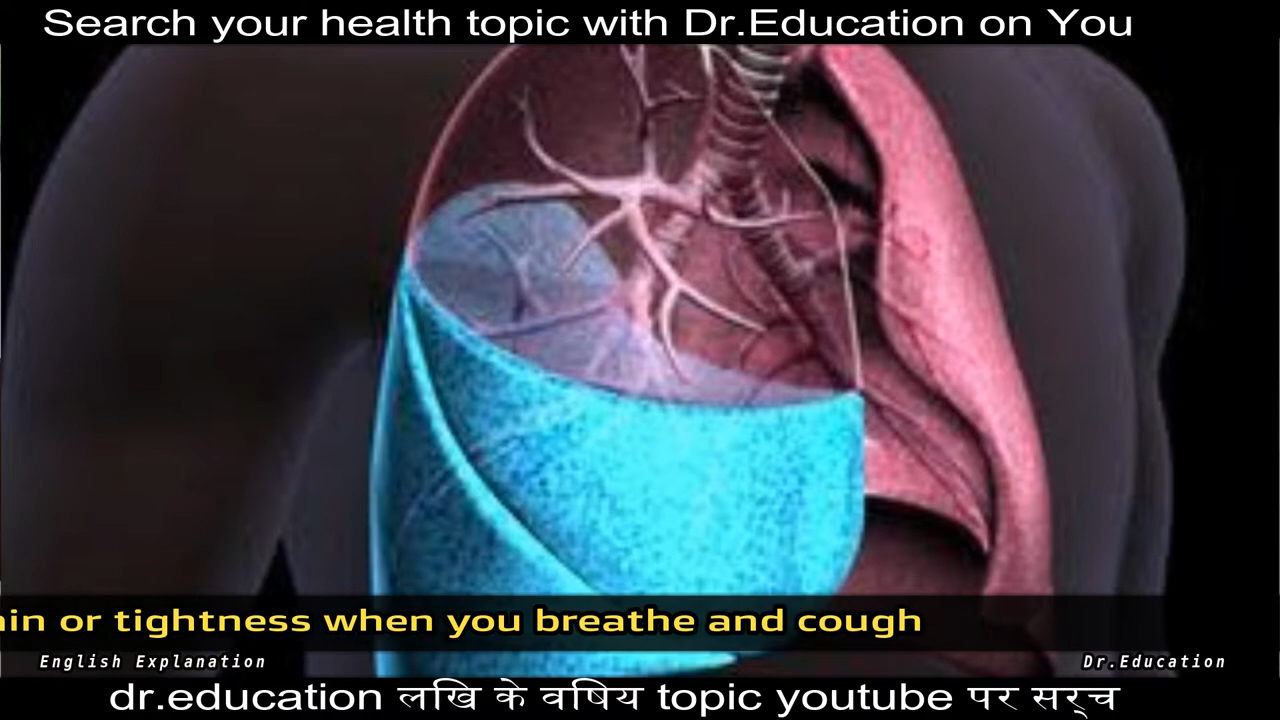 Search your health topic with Dr.Education on You
or tightness when you breathe and cough
English Explanation
Dr.Education
dr.education लखि के वषिय topic youtube पर सर्च